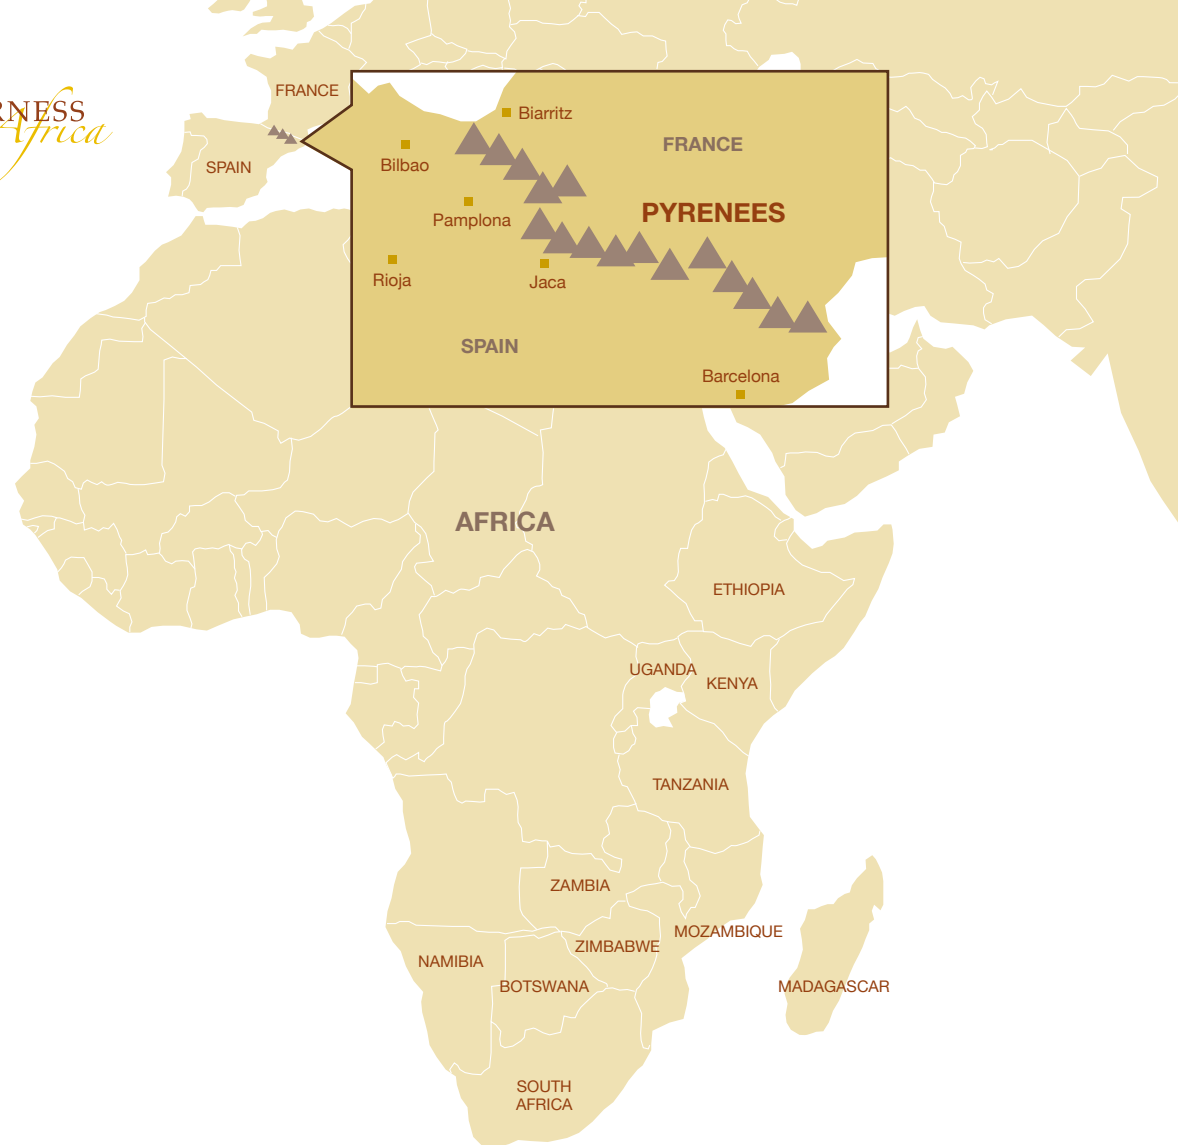 RNESS
Africa
FRANCE
SPAIN
Biarritz
Bilbao
FRANCE
PYRENEES
Pamplona
Rioja
Jaca
SPAIN
Barcelona
AFRICA
ETHIOPIA
UGANDA
KENYA
TANZANIA
ZAMBIA
MOZAMBIQUE
ZIMBABWE
NAMIBIA
BOTSWANA
MADAGASCAR
SOUTH
AFRICA